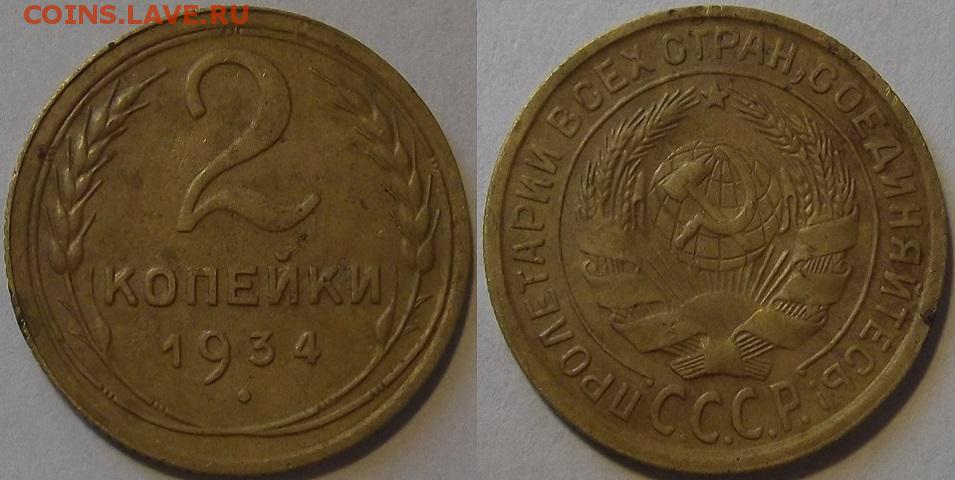 COINS.LAVE.RU
2
КОПЕЙКИ
1934
ПРОЛЕТАРИИ ВСЕХ СТРАН, СОЕДИНЯЙТЕСЬ!
С.С.С.Р.